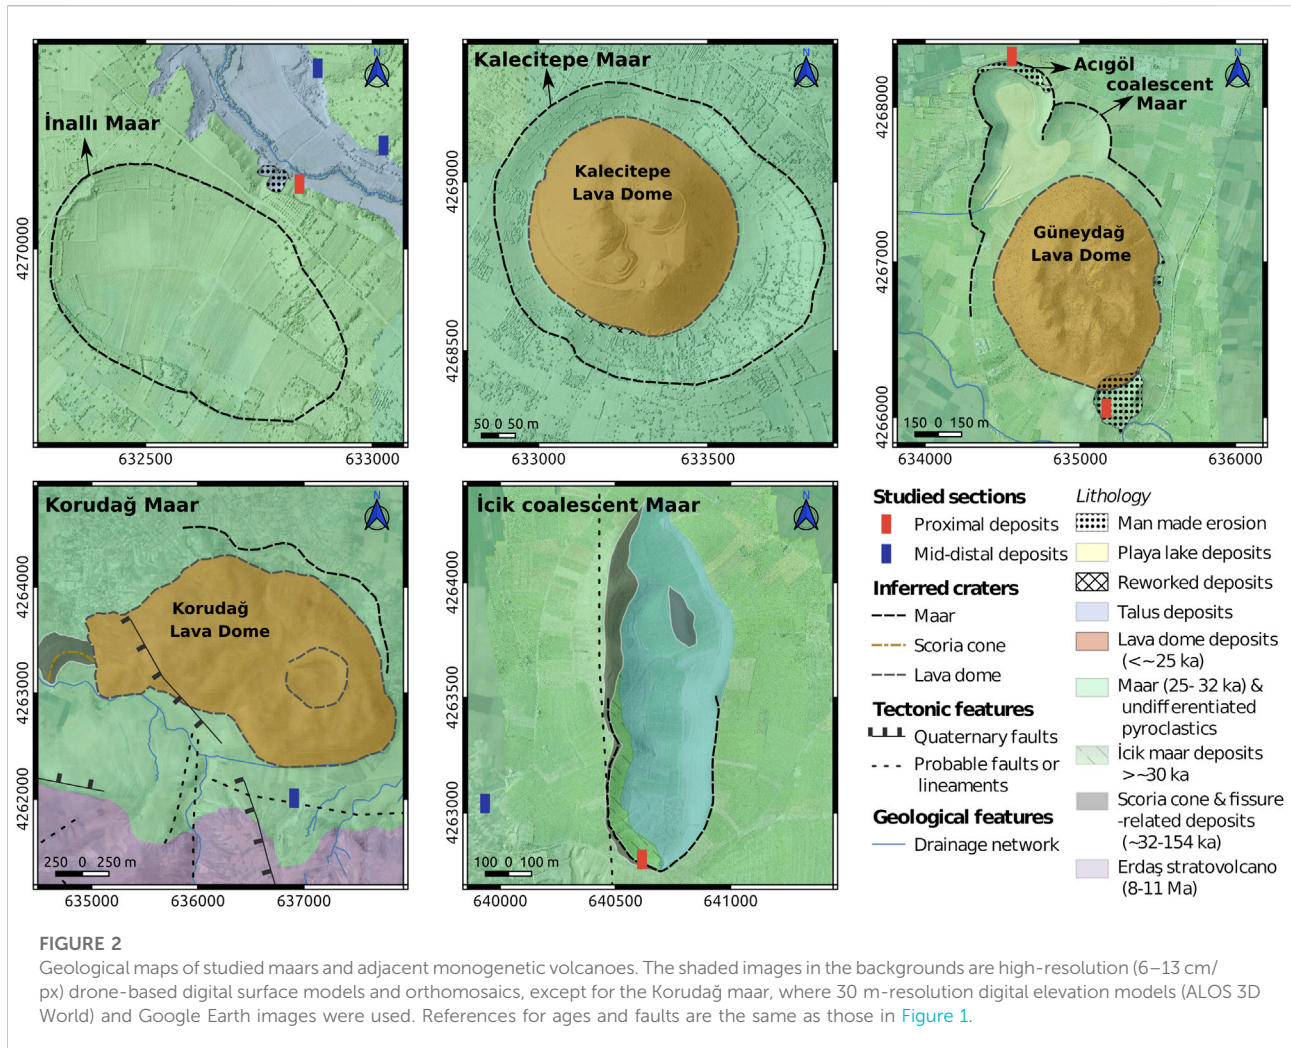 N
İnallı Maar
4270000
632500
633000
N
Kalecitepe Maar
Kalecitepe
Lava Dome
4269000
4268500
50 0 50 m
633000
633500
N
Acıgöl
coalescent
Maar
Güneydağ
Lava Dome
4268000
4267000
4266000
150 0 150 m
634000
635000
636000
N
Korudağ Maar
Korudağ
Lava Dome
4264000
4263000
4262000
250 0 250 m
635000
636000
637000
N
İcik coalescent Maar
4264000
4263500
4263000
100 0 100 m
640000
640500
641000
Studied sections
Proximal deposits
Mid-distal deposits
Inferred craters
Maar
Scoria cone
Lava dome
Tectonic features
Quaternary faults
Probable faults or
lineaments
Geological features
Drainage network
Lithology
Man made erosion
Playa lake deposits
Reworked deposits
Talus deposits
Lava dome deposits
(<~25 ka)
Maar (25- 32 ka) &
undifferentiated
pyroclastics
İcik maar deposits
>~30 ka
Scoria cone & fissure
-related deposits
(~32-154 ka)
Erdaş stratovolcano
(8-11 Ma)
FIGURE 2
Geological maps of studied maars and adjacent monogenetic volcanoes. The shaded images in the backgrounds are high-resolution (6–13 cm/
px) drone-based digital surface models and orthomosaics, except for the Korudağ maar, where 30 m-resolution digital elevation models (ALOS 3D
World) and Google Earth images were used. References for ages and faults are the same as those in Figure 1.